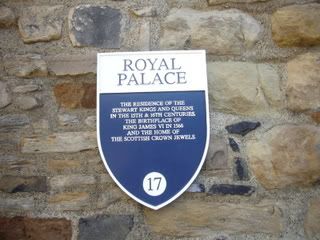 ROYAL
PALACE
THE RESIDENCE OF THE
STEWART KINGS AND QUEENS
IN THE 15TH & 16TH CENTURIES.
THE BIRTHPLACE OF
KING JAMES VI IN 1566
AND THE HOME OF
THE SCOTTISH CROWN JEWELS.
17